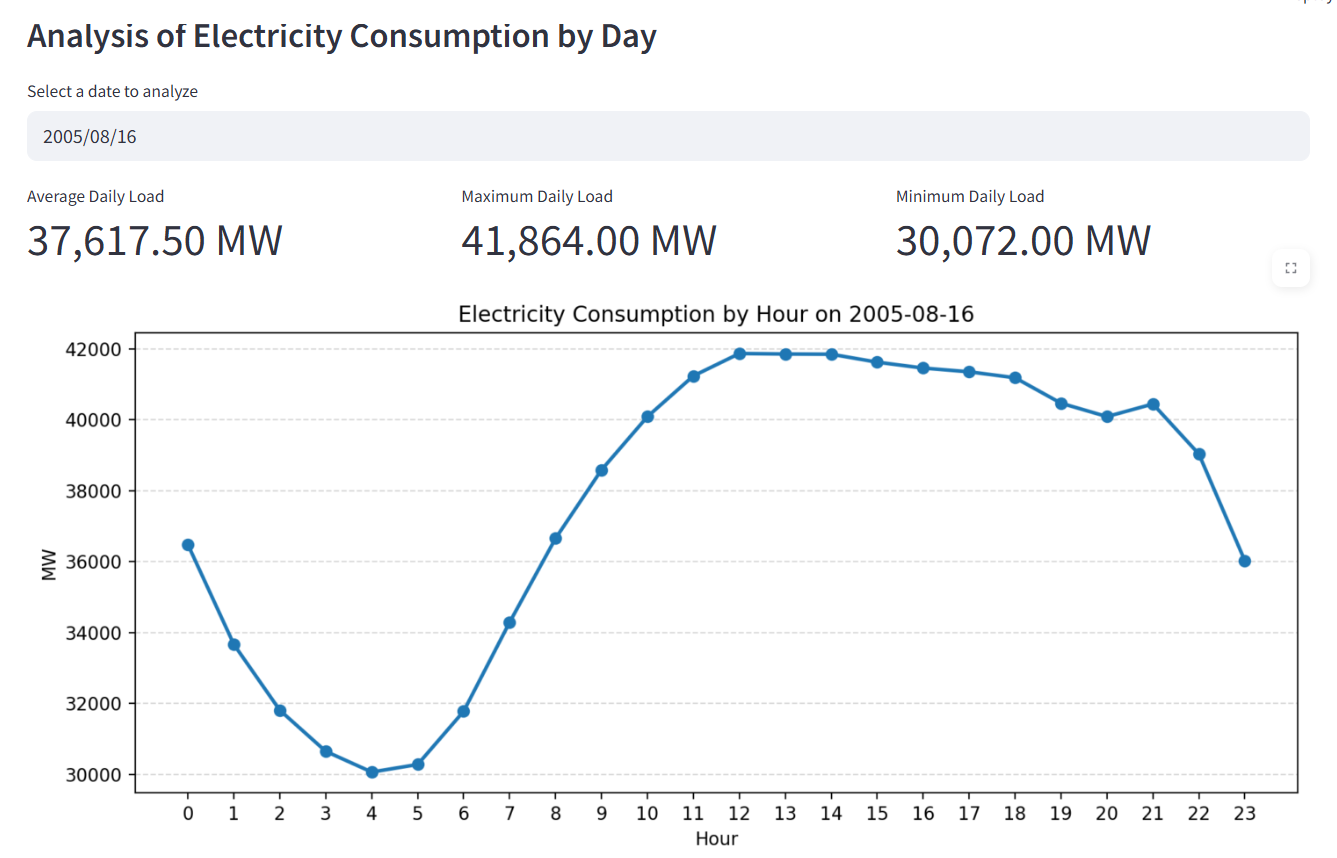 Analysis of Electricity Consumption by Day
Select a date to analyze
2005/08/16
Average Daily Load
37,617.50 MW
Maximum Daily Load
41,864.00 MW
Minimum Daily Load
30,072.00 MW
Electricity Consumption by Hour on 2005-08-16
42000
40000
38000
36000
34000
32000
30000
MW
0 1 2 3 4 5 6 7 8 9 10 11 12 13 14 15 16 17 18 19 20 21 22 23
Hour